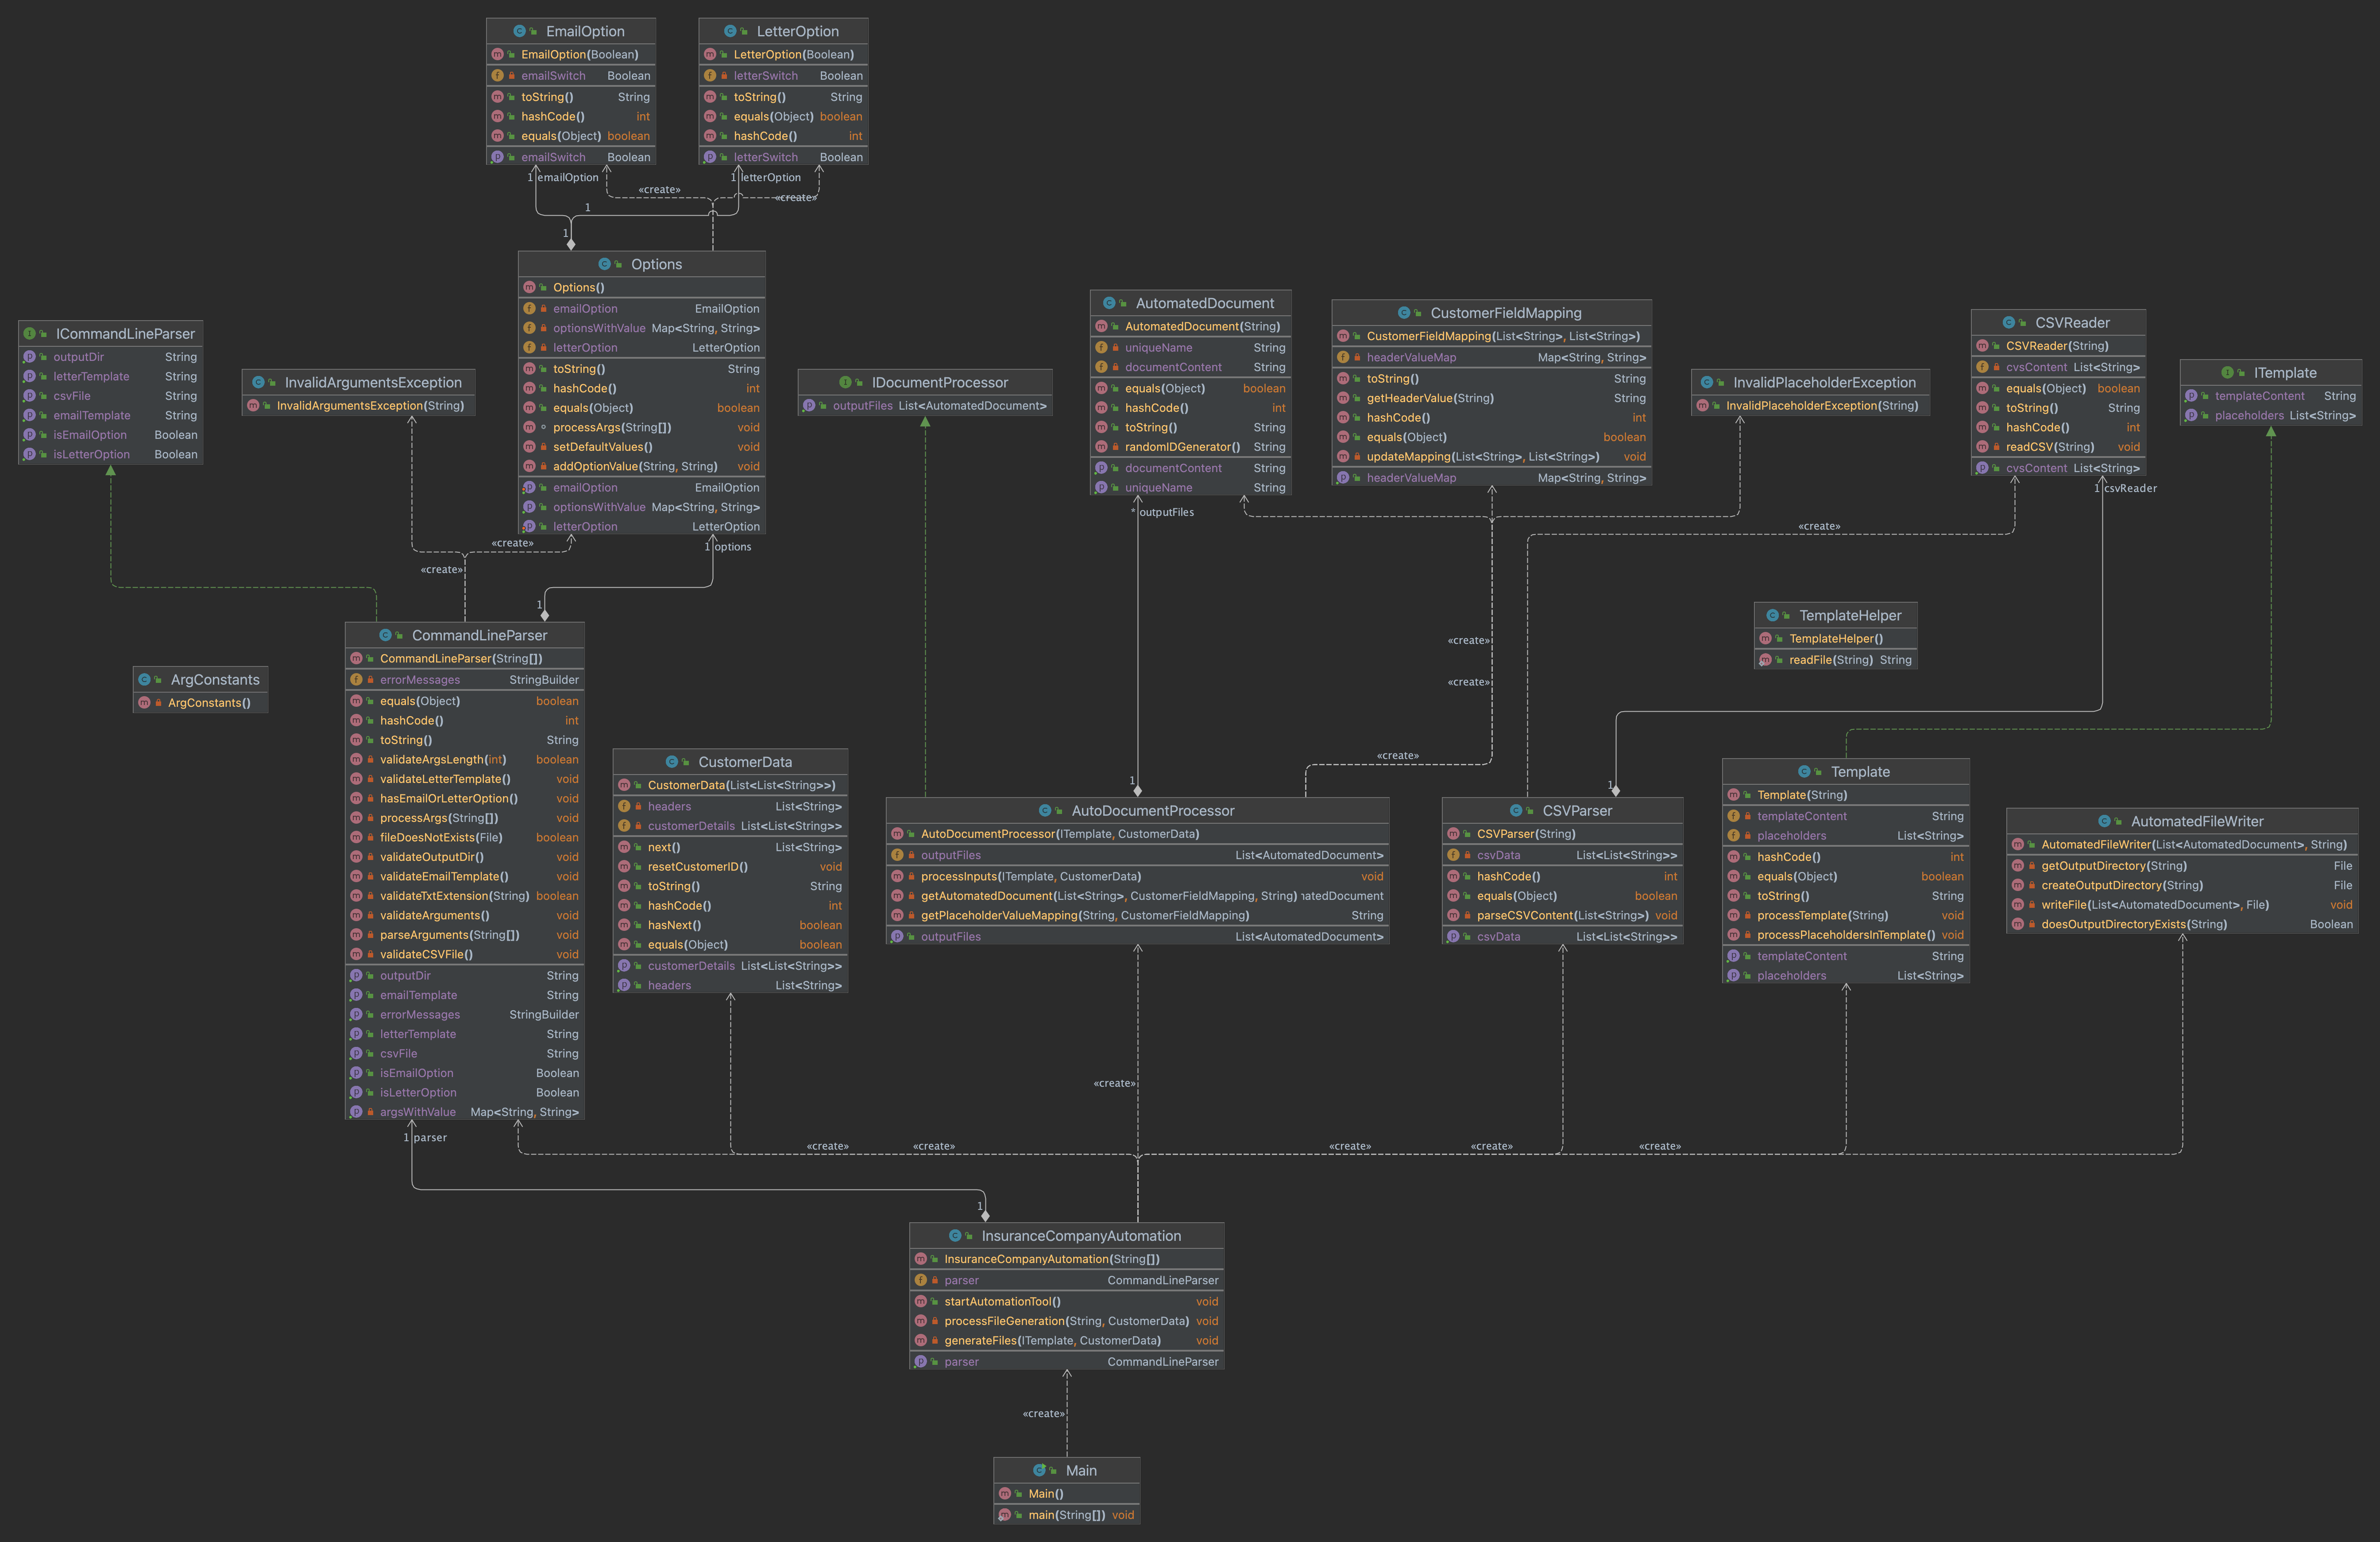 EmailOption
EmailOption(Boolean)
emailSwitch Boolean
toString() String
hashCode() int
equals(Object) boolean
emailSwitch Boolean
LetterOption
LetterOption(Boolean)
letterSwitch Boolean
toString() String
equals(Object) boolean
hashCode() int
letterSwitch Boolean
1 emailOption
«create»
1 letterOption
«create»
1
1
Options
Options()
emailOption EmailOption
optionsWithValue Map<String, String>
letterOption LetterOption
toString() String
hashCode() int
equals(Object) boolean
processArgs(String[]) void
setDefaultValues() void
addOptionValue(String, String) void
emailOption EmailOption
optionsWithValue Map<String, String>
letterOption LetterOption
ICommandLineParser
outputDir String
letterTemplate String
csvFile String
emailTemplate String
isEmailOption Boolean
isLetterOption Boolean
InvalidArgumentsException
InvalidArgumentsException(String)
IDocumentProcessor
outputFiles List<AutomatedDocument>
AutomatedDocument
AutomatedDocument(String)
uniqueName String
documentContent String
equals(Object) boolean
hashCode() int
toString() String
randomIDGenerator() String
documentContent String
uniqueName String
CustomerFieldMapping
CustomerFieldMapping(List<String>, List<String>)
headerValueMap Map<String, String>
toString() String
getHeaderValue(String) String
hashCode() int
equals(Object) boolean
updateMapping(List<String>, List<String>) void
headerValueMap Map<String, String>
InvalidPlaceholderException
InvalidPlaceholderException(String)
CSVReader
CSVReader(String)
cvsContent List<String>
equals(Object) boolean
toString() String
hashCode() int
readCSV(String) void
cvsContent List<String>
ITemplate
templateContent String
placeholders List<String>
«create»
«create»
1 options
1
* outputFiles
«create»
1 csvReader
«create»
«create»
«create»
1
1
TemplateHelper
TemplateHelper()
readFile(String) String
ArgConstants
ArgConstants()
CommandLineParser
CommandLineParser(String[])
errorMessages StringBuilder
equals(Object) boolean
hashCode() int
toString() String
validateArgsLength(int) boolean
validateLetterTemplate() void
hasEmailOrLetterOption() void
processArgs(String[]) void
fileDoesNotExists(File) boolean
validateOutputDir() void
validateEmailTemplate() void
validateTxtExtension(String) boolean
validateArguments() void
parseArguments(String[]) void
validateCSVFile() void
outputDir String
emailTemplate String
errorMessages StringBuilder
letterTemplate String
csvFile String
isEmailOption Boolean
isLetterOption Boolean
argsWithValue Map<String, String>
CustomerData
CustomerData(List<List<String>>)
headers List<String>
customerDetails List<List<String>>
next() List<String>
resetCustomerID() void
toString() String
hashCode() int
hasNext() boolean
equals(Object) boolean
customerDetails List<List<String>>
headers List<String>
AutoDocumentProcessor
AutoDocumentProcessor(ITemplate, CustomerData)
outputFiles List<AutomatedDocument>
processInputs(ITemplate, CustomerData) void
getAutomatedDocument(List<String>, CustomerFieldMapping, String) natedDocument
getPlaceholderValueMapping(String, CustomerFieldMapping) String
outputFiles List<AutomatedDocument>
CSVParser
CSVParser(String)
csvData List<List<String>>
hashCode() int
equals(Object) boolean
parseCSVContent(List<String>) void
csvData List<List<String>>
Template
Template(String)
templateContent String
placeholders List<String>
hashCode() int
equals(Object) boolean
toString() String
processTemplate(String) void
processPlaceholdersInTemplate() void
templateContent String
placeholders List<String>
AutomatedFileWriter
AutomatedFileWriter(List<AutomatedDocument>, String)
getOutputDirectory(String) File
createOutputDirectory(String) File
writeFile(List<AutomatedDocument>, File) void
doesOutputDirectoryExists(String) Boolean
«create»
1 parser
«create» «create» «create» «create» «create»
1
InsuranceCompanyAutomation
InsuranceCompanyAutomation(String[])
parser CommandLineParser
startAutomationTool() void
processFileGeneration(String, CustomerData) void
generateFiles(ITemplate, CustomerData) void
parser CommandLineParser
«create»
Main
Main()
main(String[]) void